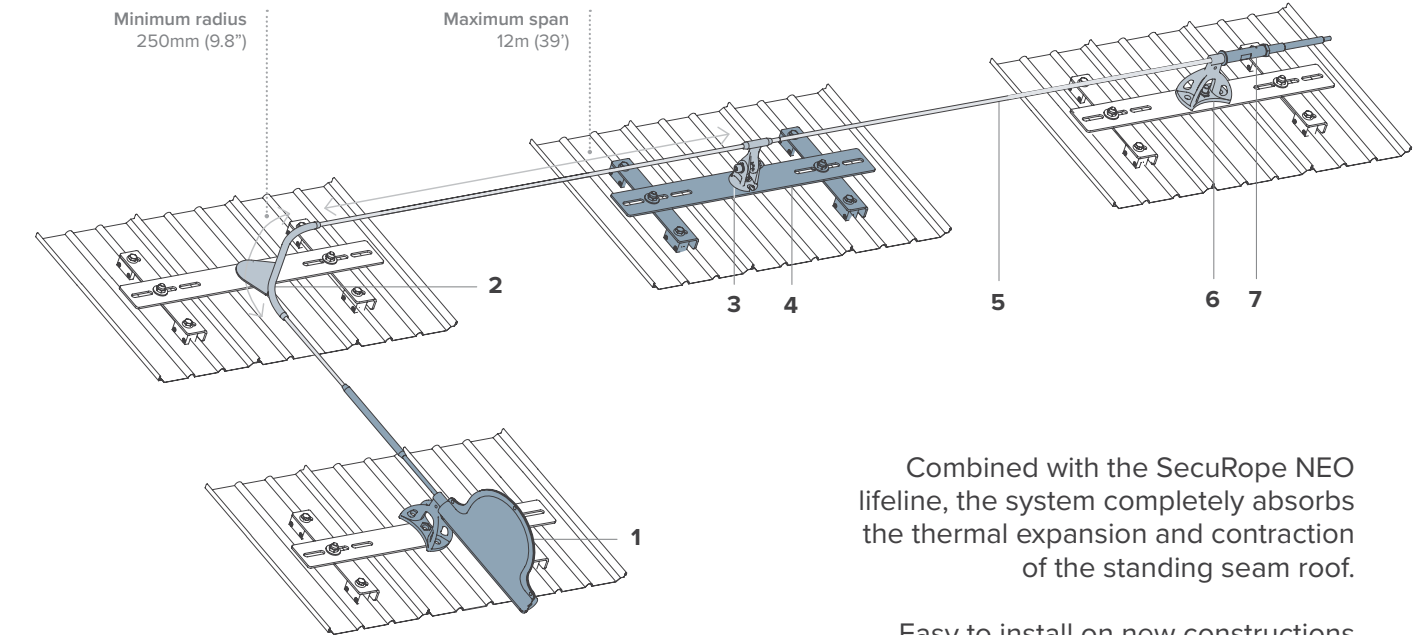 Minimum radius
250mm (9.8”)
Maximum span
12m (39’)
2
3
4
5
6
7
1
Combined with the SecuRope NEO
lifeline, the system completely absorbs
the thermal expansion and contraction
of the standing seam roof.
Easy to install on new constructions